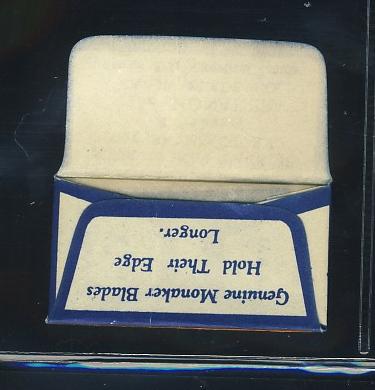 Genuine Monaker Blades
Hold Their Edge
Longer.